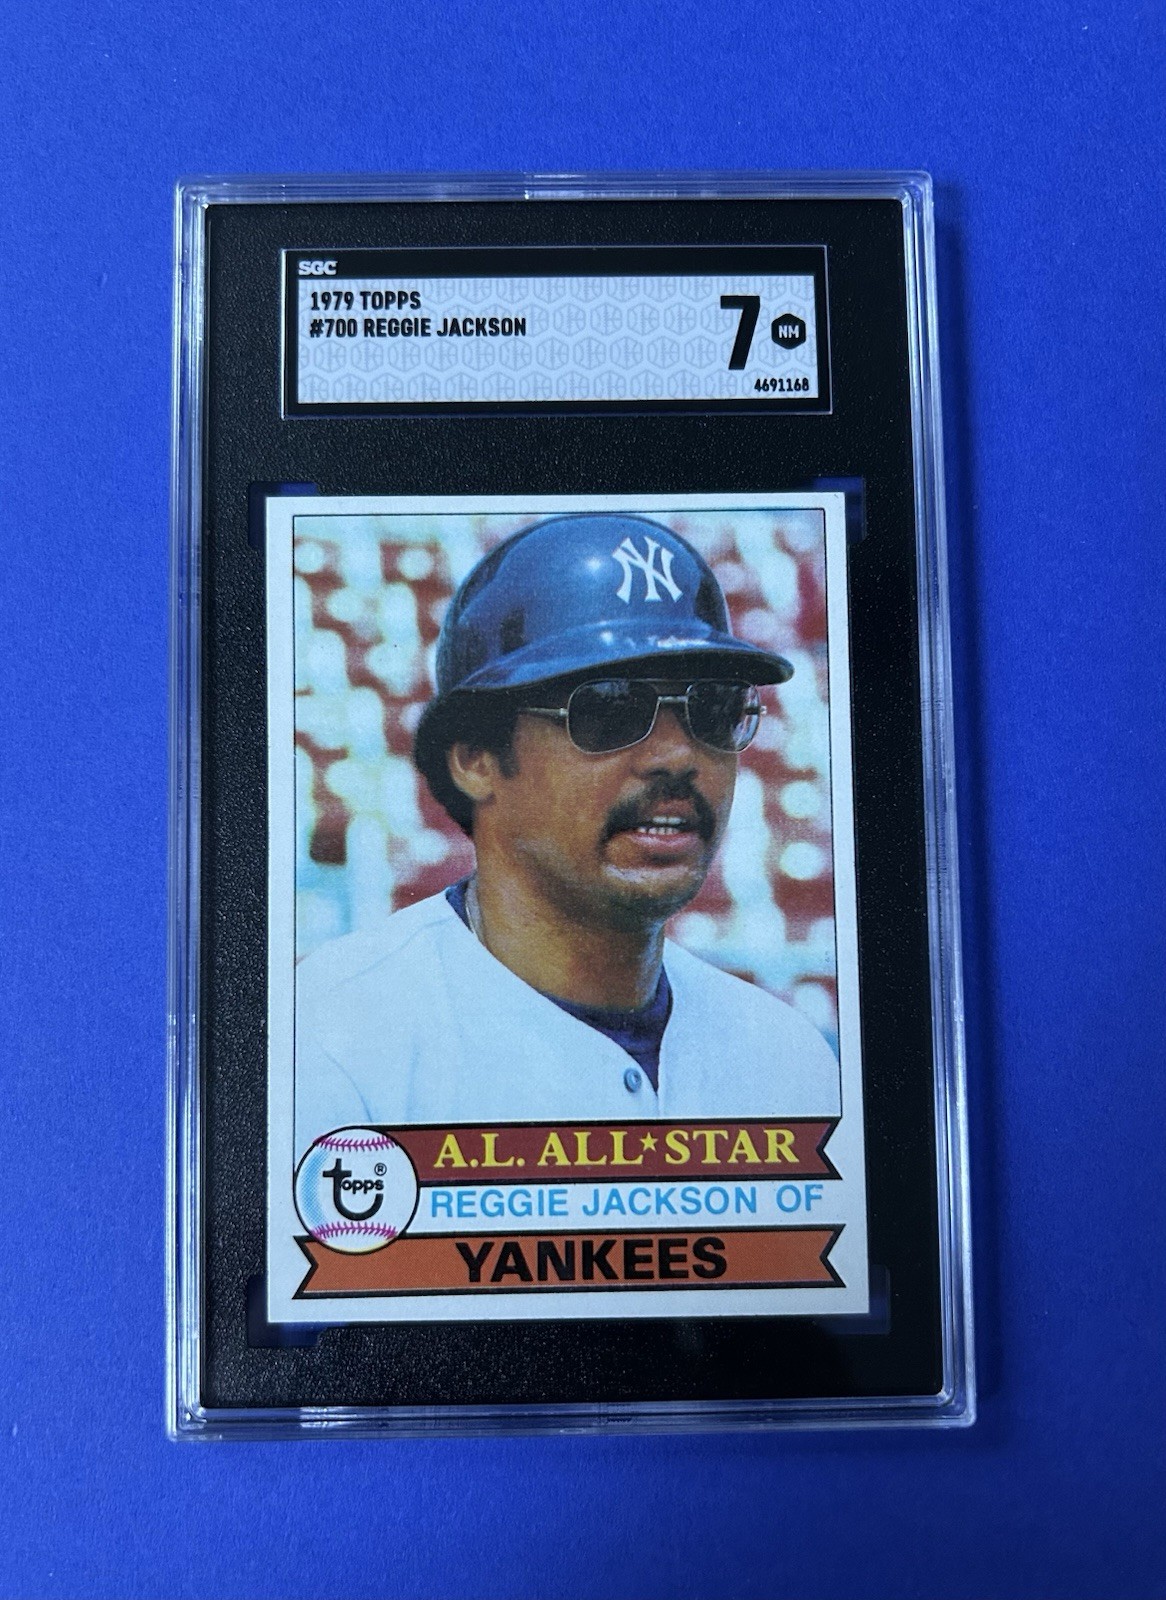 SGC
1979 TOPPS
#700 REGGIE JACKSON
7 NM
4691168
NY
A.L. ALL★STAR
topps®
REGGIE JACKSON OF
YANKEES